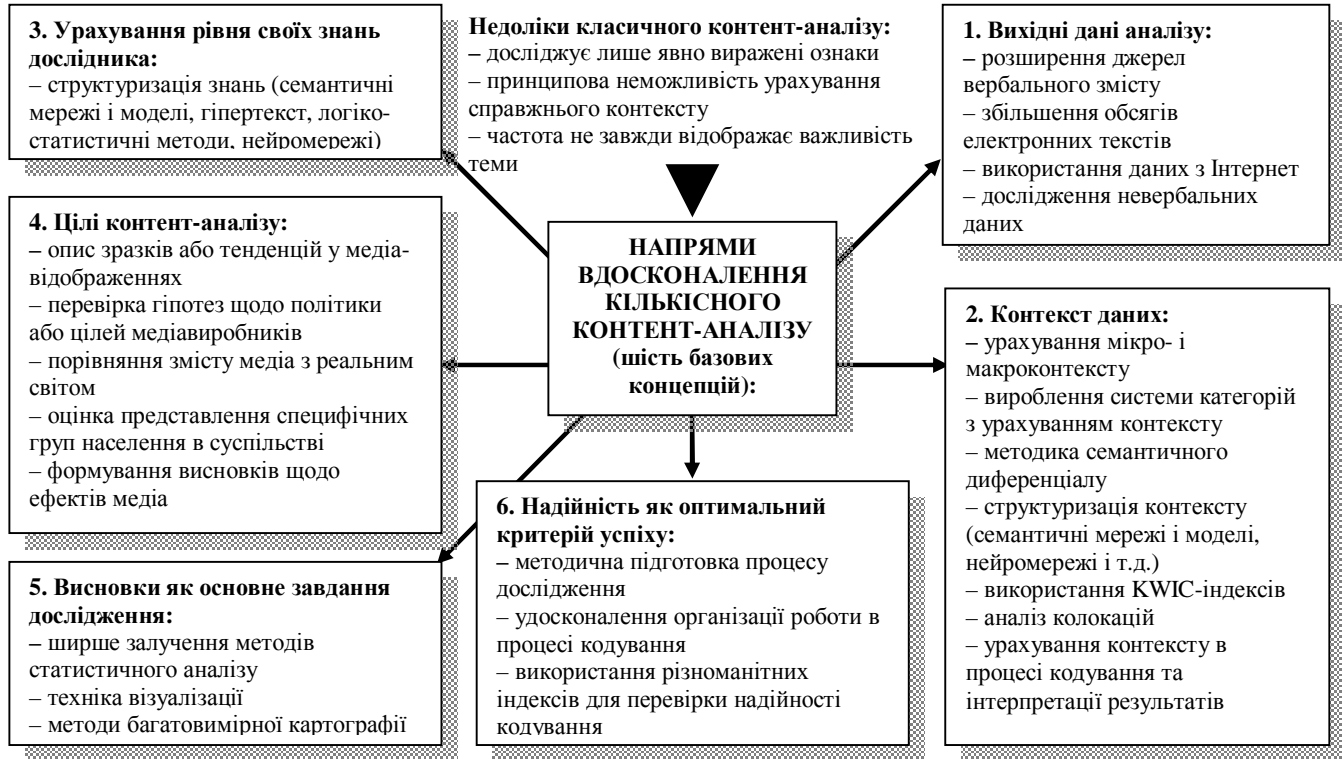 3. Урахування рівня своїх знань
дослідника:
– структуризація знань (семантичні
мережі і моделі, гіпертекст, логіко-
статистичні методи, нейромережі)
Недоліки класичного контент-аналізу:
– досліджує лише явно виражені ознаки
– принципова неможливість урахування
справжнього контексту
– частота не завжди відображає важливість
теми
1. Вихідні дані аналізу:
– розширення джерел
вербального змісту
– збільшення обсягів
електронних текстів
– використання даних з Інтернет
– дослідження невербальних
даних
4. Цілі контент-аналізу:
– опис зразків або тенденцій у медіа-
відображеннях
– перевірка гіпотез щодо політики
або цілей медіавиробників
– порівняння змісту медіа з реальним
світом
– оцінка представлення специфічних
груп населення в суспільстві
– формування висновків щодо
ефектів медіа
НАПРЯМИ
ВДОСКОНАЛЕННЯ
КІЛЬКІСНОГО
КОНТЕНТ-АНАЛІЗУ
(шість базових
концепцій):
2. Контекст даних:
– урахування мікро- і
макроконтексту
– вироблення системи категорій
з урахуванням контексту
– методика семантичного
диференціалу
– структуризація контексту
(семантичні мережі і моделі,
нейромережі і т.д.)
– використання KWIC-індексів
– аналіз колокацій
– урахування контексту в
процесі кодування та
інтерпретації результатів
5. Висновки як основне завдання
дослідження:
– ширше залучення методів
статистичного аналізу
– техніка візуалізації
– методи багатовимірної картографії
6. Надійність як оптимальний
критерій успіху:
– методична підготовка процесу
дослідження
– удосконалення організації роботи в
процесі кодування
– використання різноманітних
індексів для перевірки надійності
кодування